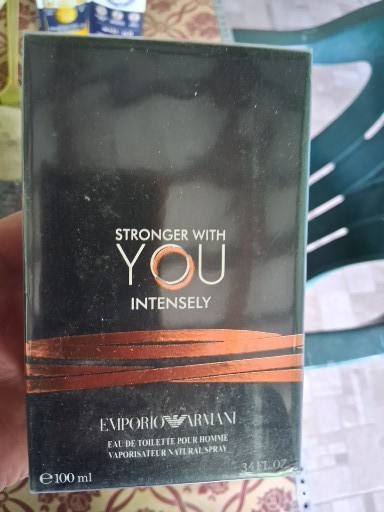 STRONGER WITH
YOU
INTENSELY
EMPORIO ARMANI
EAU DE TOILETTE POUR HOMME
VAPORISATEUR NATURAL SPRAY
e 100 ml
3.4 FL. OZ